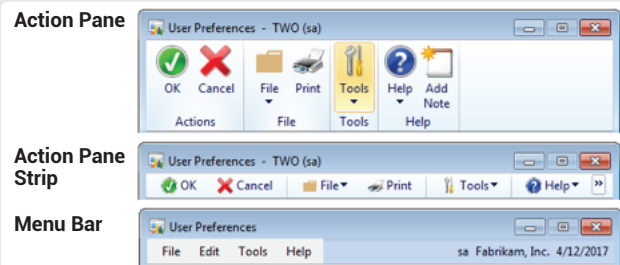 Action Pane
User Preferences - TWO (sa)
OK Cancel File Print Tools Help Add Note
Actions File Tools Help
Action Pane Strip
User Preferences - TWO (sa)
OK Cancel File Print Tools Help »
Menu Bar
User Preferences
File Edit Tools Help sa Fabrikam, Inc. 4/12/2017